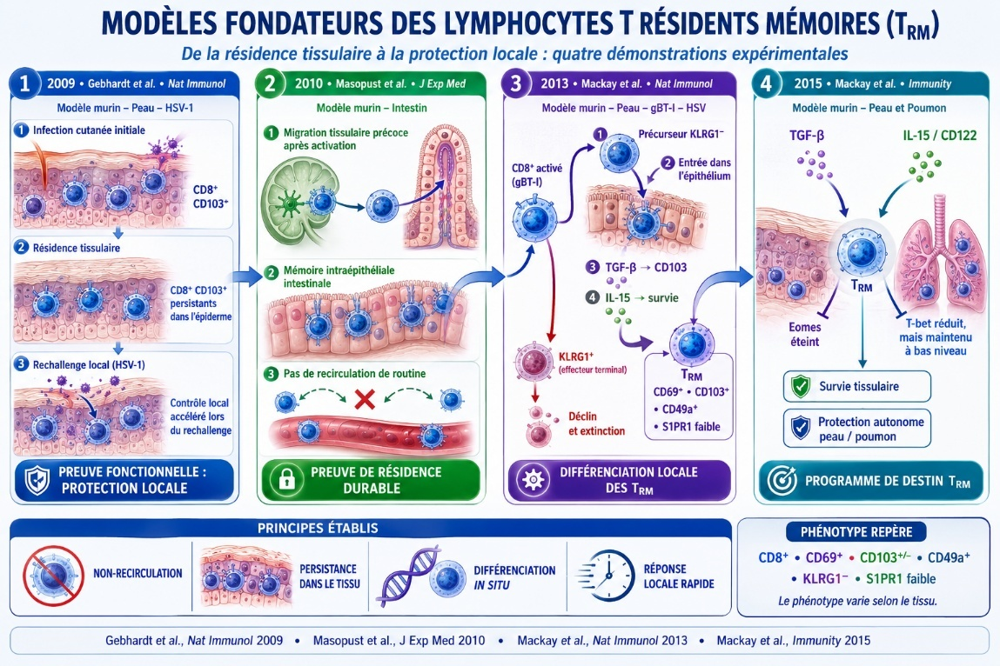 MODÈLES FONDATEURS DES LYMPHOCYTES T RÉSIDENTS MÉMOIRES (TRM)
De la résidence tissulaire à la protection locale : quatre démonstrations expérimentales
1
2009 • Gebhardt et al. • Nat Immunol
Modèle murin – Peau – HSV-1
1 Infection cutanée initiale
CD8+
CD103+
2 Résidence tissulaire
CD8+ CD103+
persistants
dans l'épiderme
3 Rechallenge local (HSV-1)
Contrôle local
accéléré lors
du rechallenge
PREUVE FONCTIONNELLE :
PROTECTION LOCALE
2
2010 • Masopust et al. • J Exp Med
Modèle murin – Intestin
1 Migration tissulaire précoce
après activation
2 Mémoire intraépithéliale
intestinale
3 Pas de recirculation de routine
PREUVE DE RÉSIDENCE
DURABLE
3
2013 • Mackay et al. • Nat Immunol
Modèle murin – Peau – gBT-I – HSV
1 Précurseur KLRG1−
CD8+ activé
(gBT-I)
2 Entrée dans
l'épithélium
3 TGF-β → CD103
4 IL-15 → survie
KLRG1+
(effecteur terminal)
Déclin
et extinction
TRM
CD69+ • CD103+
• CD49a+
• S1PR1 faible
DIFFÉRENCIATION LOCALE
DES TRM
4
2015 • Mackay et al. • Immunity
Modèle murin – Peau et Poumon
TGF-β
IL-15 / CD122
TRM
Eomes
éteint
T-bet réduit,
mais maintenu
à bas niveau
Survie tissulaire
Protection autonome
peau / poumon
PROGRAMME DE DESTIN TRM
PRINCIPES ÉTABLIS
NON-RECIRCULATION
PERSISTANCE
DANS LE TISSU
DIFFÉRENCIATION
IN SITU
RÉPONSE
LOCALE RAPIDE
PHÉNOTYPE REPÈRE
CD8+ • CD69+ • CD103+/− • CD49a+
• KLRG1− • S1PR1 faible
Le phénotype varie selon le tissu.
Gebhardt et al., Nat Immunol 2009 • Masopust et al., J Exp Med 2010 • Mackay et al., Nat Immunol 2013 • Mackay et al., Immunity 2015